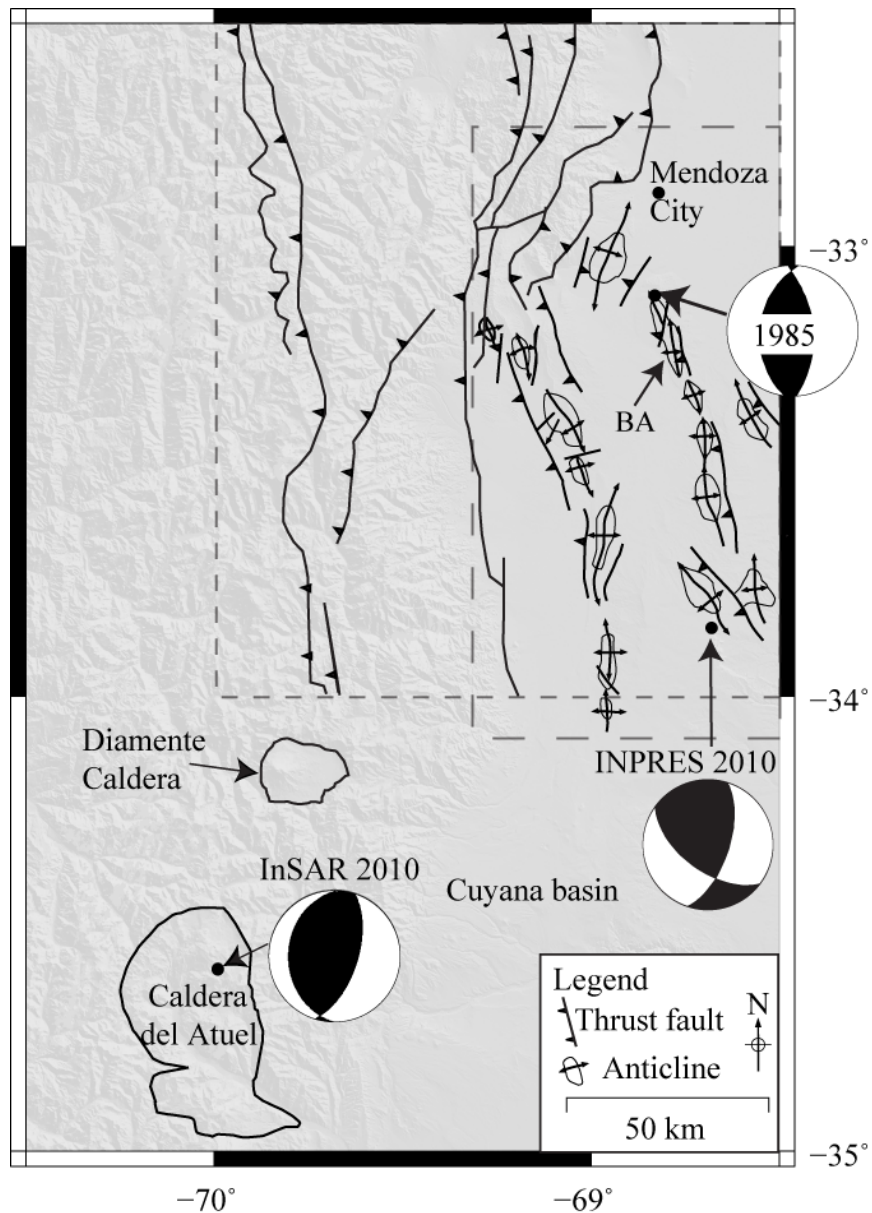 Mendoza
City
−33°
1985
BA
−34°
Diamente
Caldera
INPRES 2010
InSAR 2010
Cuyana basin
Caldera
del Atuel
Legend
Thrust fault
N
Anticline
50 km
−35°
−70°
−69°